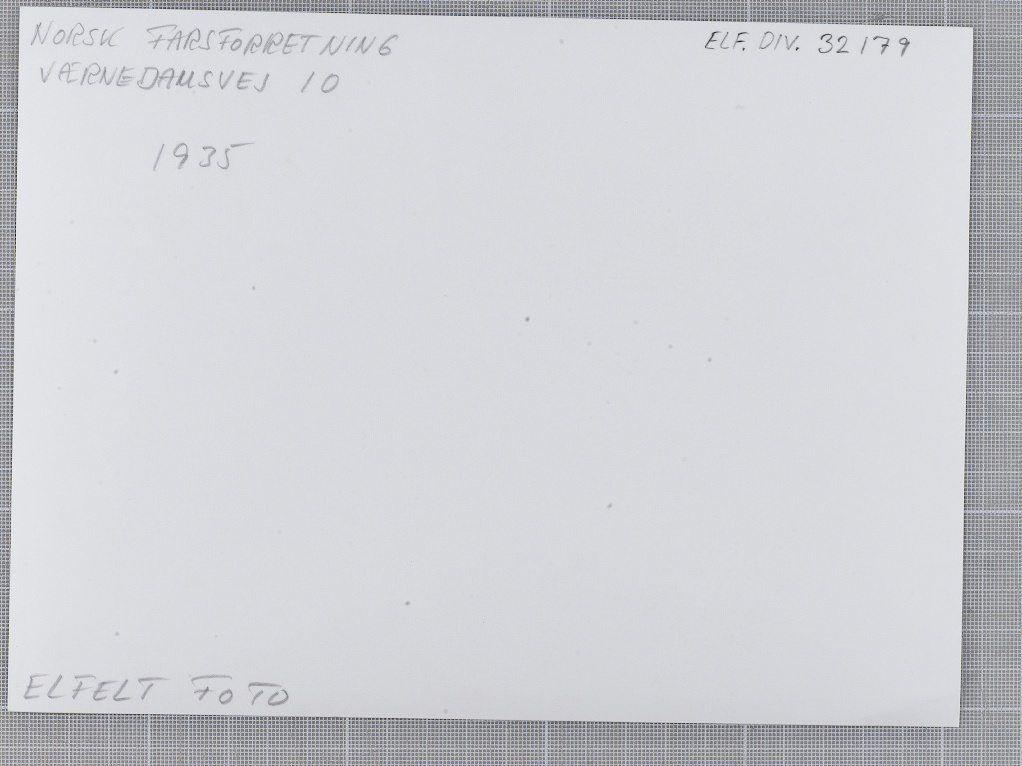 NORSK FARSFORRETNING
VÆRNEDAMSVEJ 10
ELF. DIV. 32179
1935
ELFELT FOTO